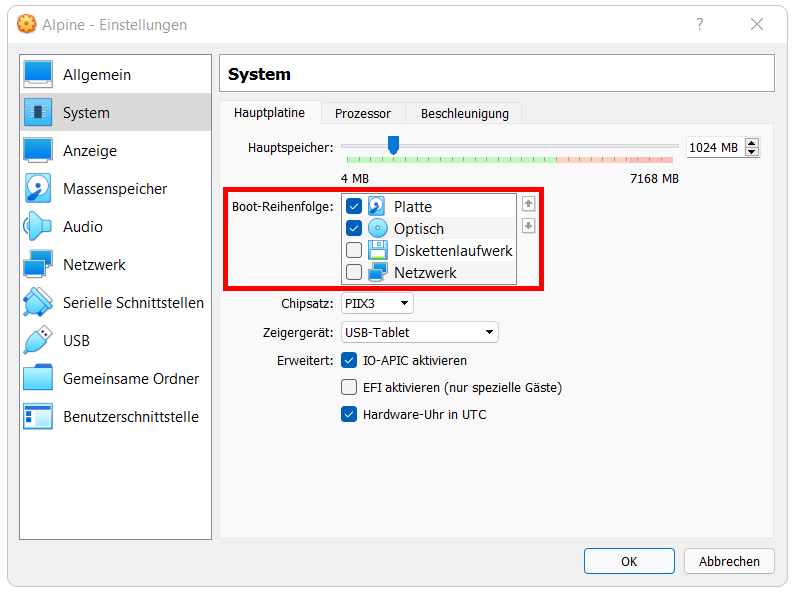 Alpine - Einstellungen
?
Allgemein
System
Anzeige
Massenspeicher
Audio
Netzwerk
Serielle Schnittstellen
USB
Gemeinsame Ordner
Benutzerschnittstelle
System
Hauptplatine Prozessor Beschleunigung
Hauptspeicher: 1024 MB
4 MB 7168 MB
Boot-Reihenfolge: Platte
Optisch
Diskettenlaufwerk
Netzwerk
Chipsatz: PIIX3
Zeigergerät: USB-Tablet
Erweitert: IO-APIC aktivieren
EFI aktivieren (nur spezielle Gäste)
Hardware-Uhr in UTC
OK Abbrechen